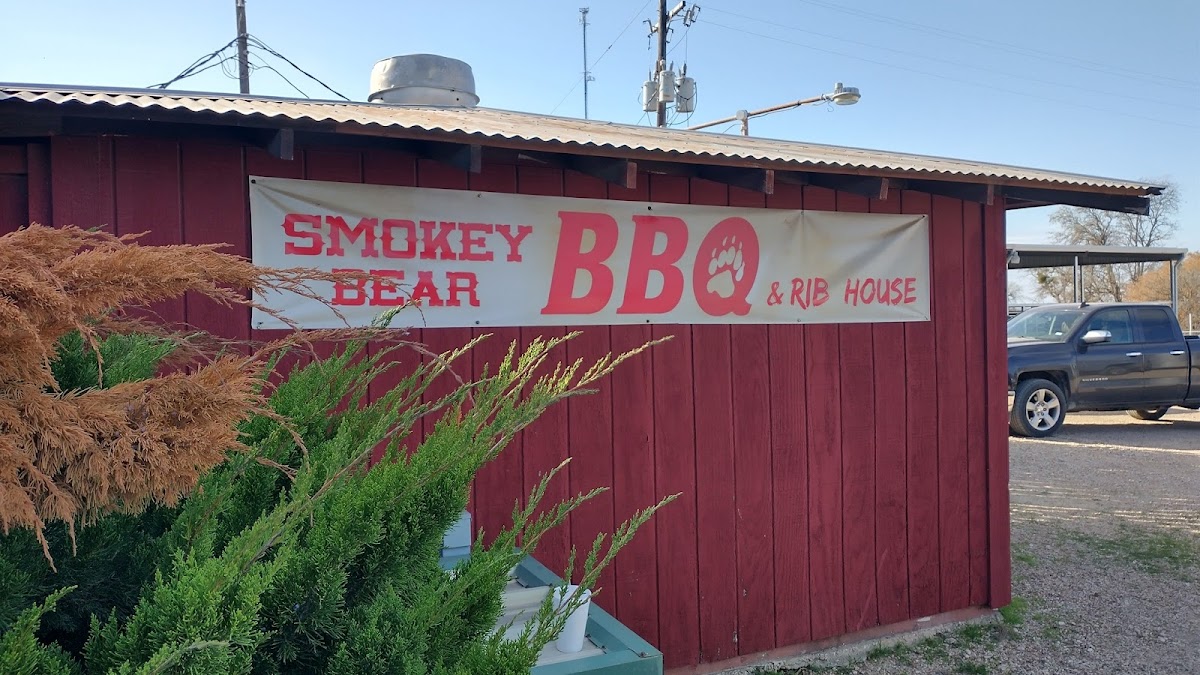 SMOKEY
BEAR
BBQ
& RIB HOUSE